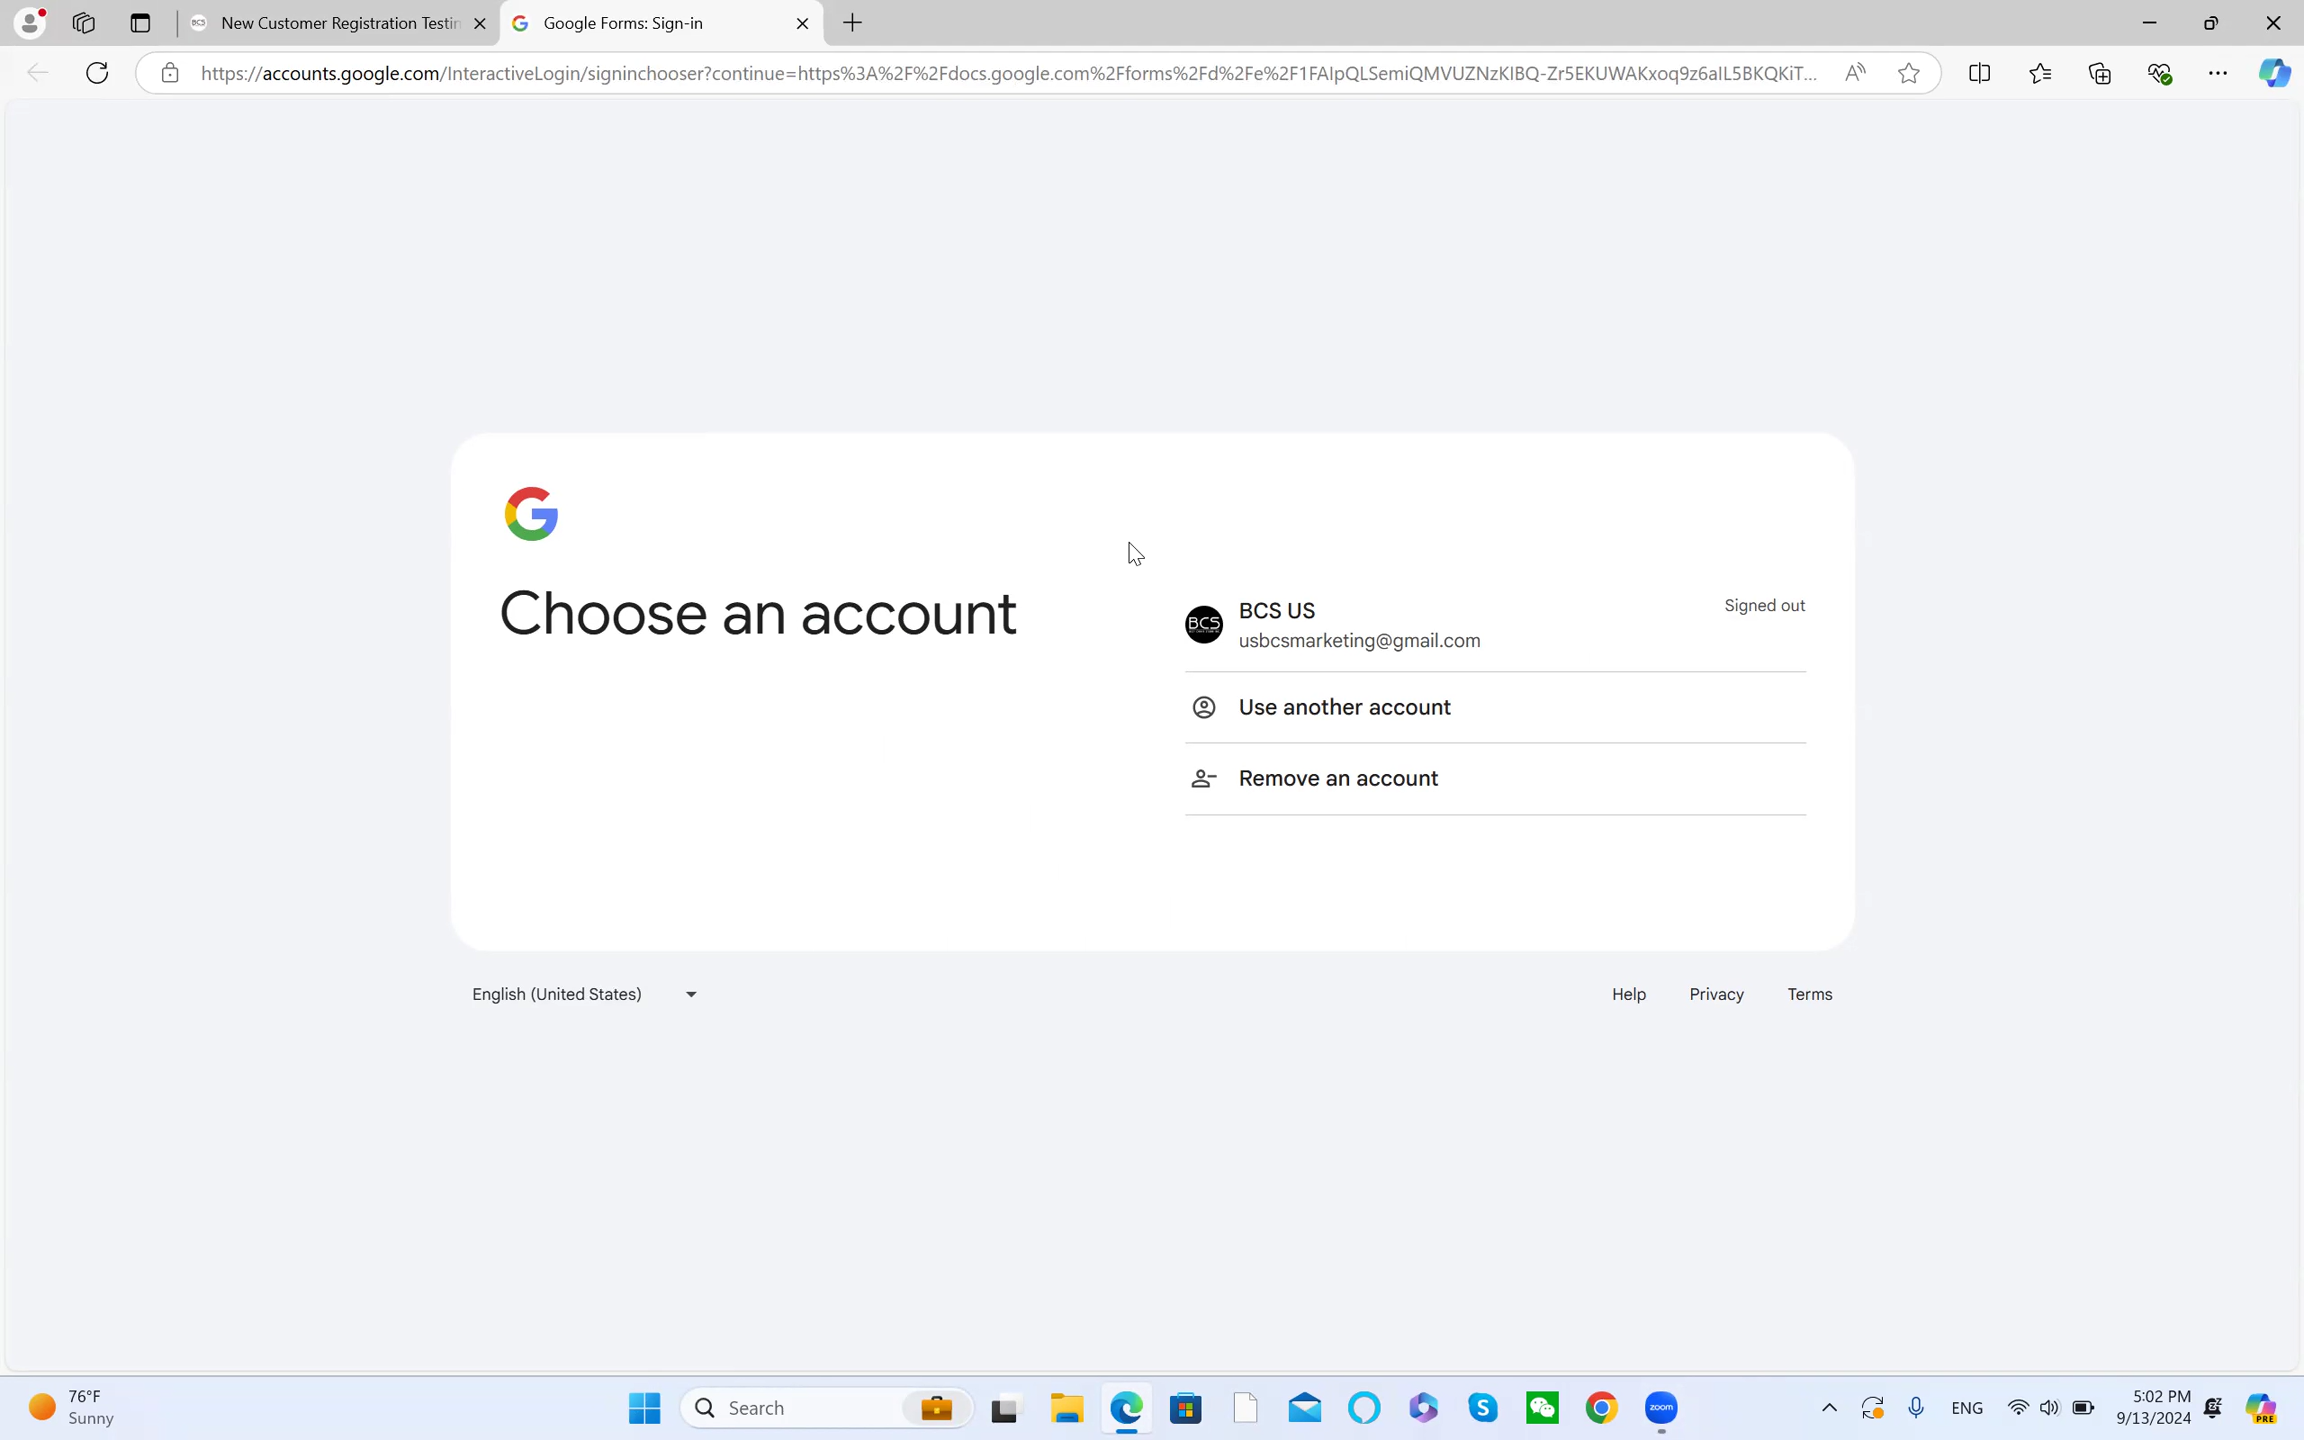 New Customer Registration Testin
Google Forms: Sign-in
https://accounts.google.com/InteractiveLogin/signinchooser?continue=https%3A%2F%2Fdocs.google.com%2Fforms%2Fd%2Fe%2F1FAIpQLSemiQMVUZNzKIBQ-Zr5EKUWAKxoq9z6aIL5BKQKiT...
Choose an account
BCS
BCS US
Signed out
usbcsmarketing@gmail.com
Use another account
Remove an account
English (United States)
Help
Privacy
Terms
76°F
Sunny
Search
zoom
ENG
5:02 PM
9/13/2024
PRE